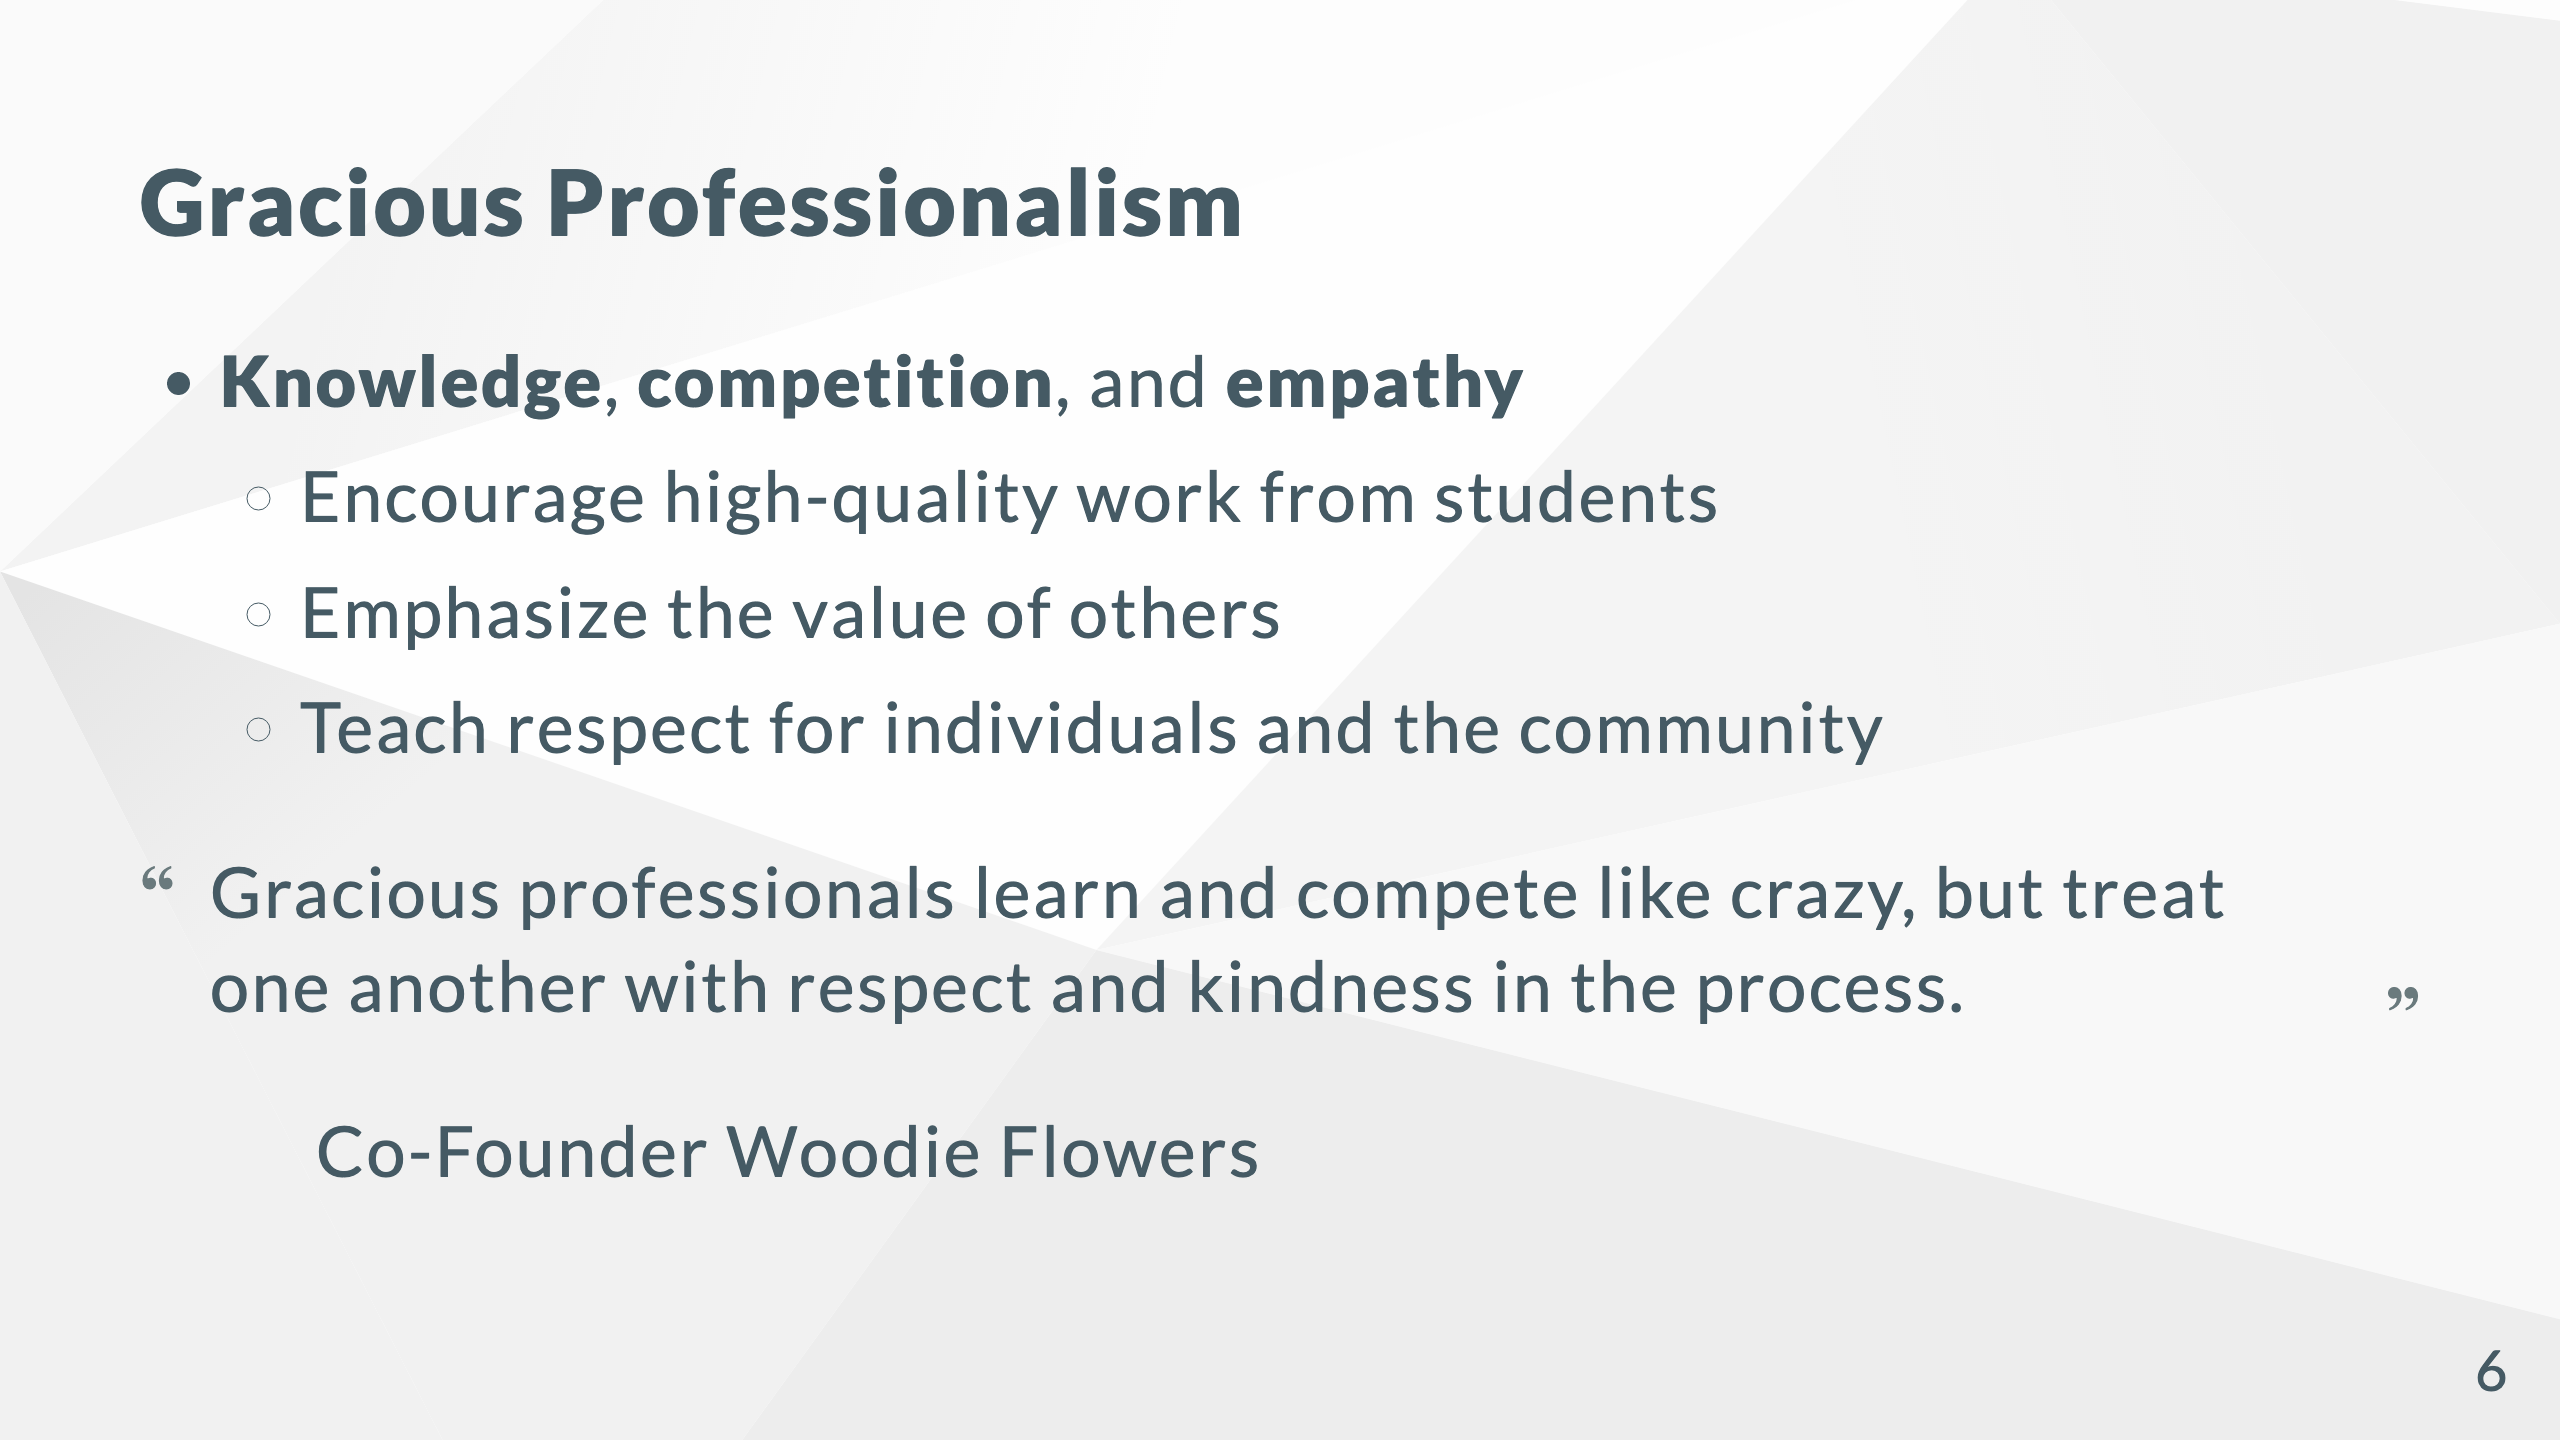 Gracious Professionalism
• Knowledge, competition, and empathy
○ Encourage high-quality work from students
○ Emphasize the value of others
○ Teach respect for individuals and the community
“ Gracious professionals learn and compete like crazy, but treat
one another with respect and kindness in the process. ”
Co-Founder Woodie Flowers
6